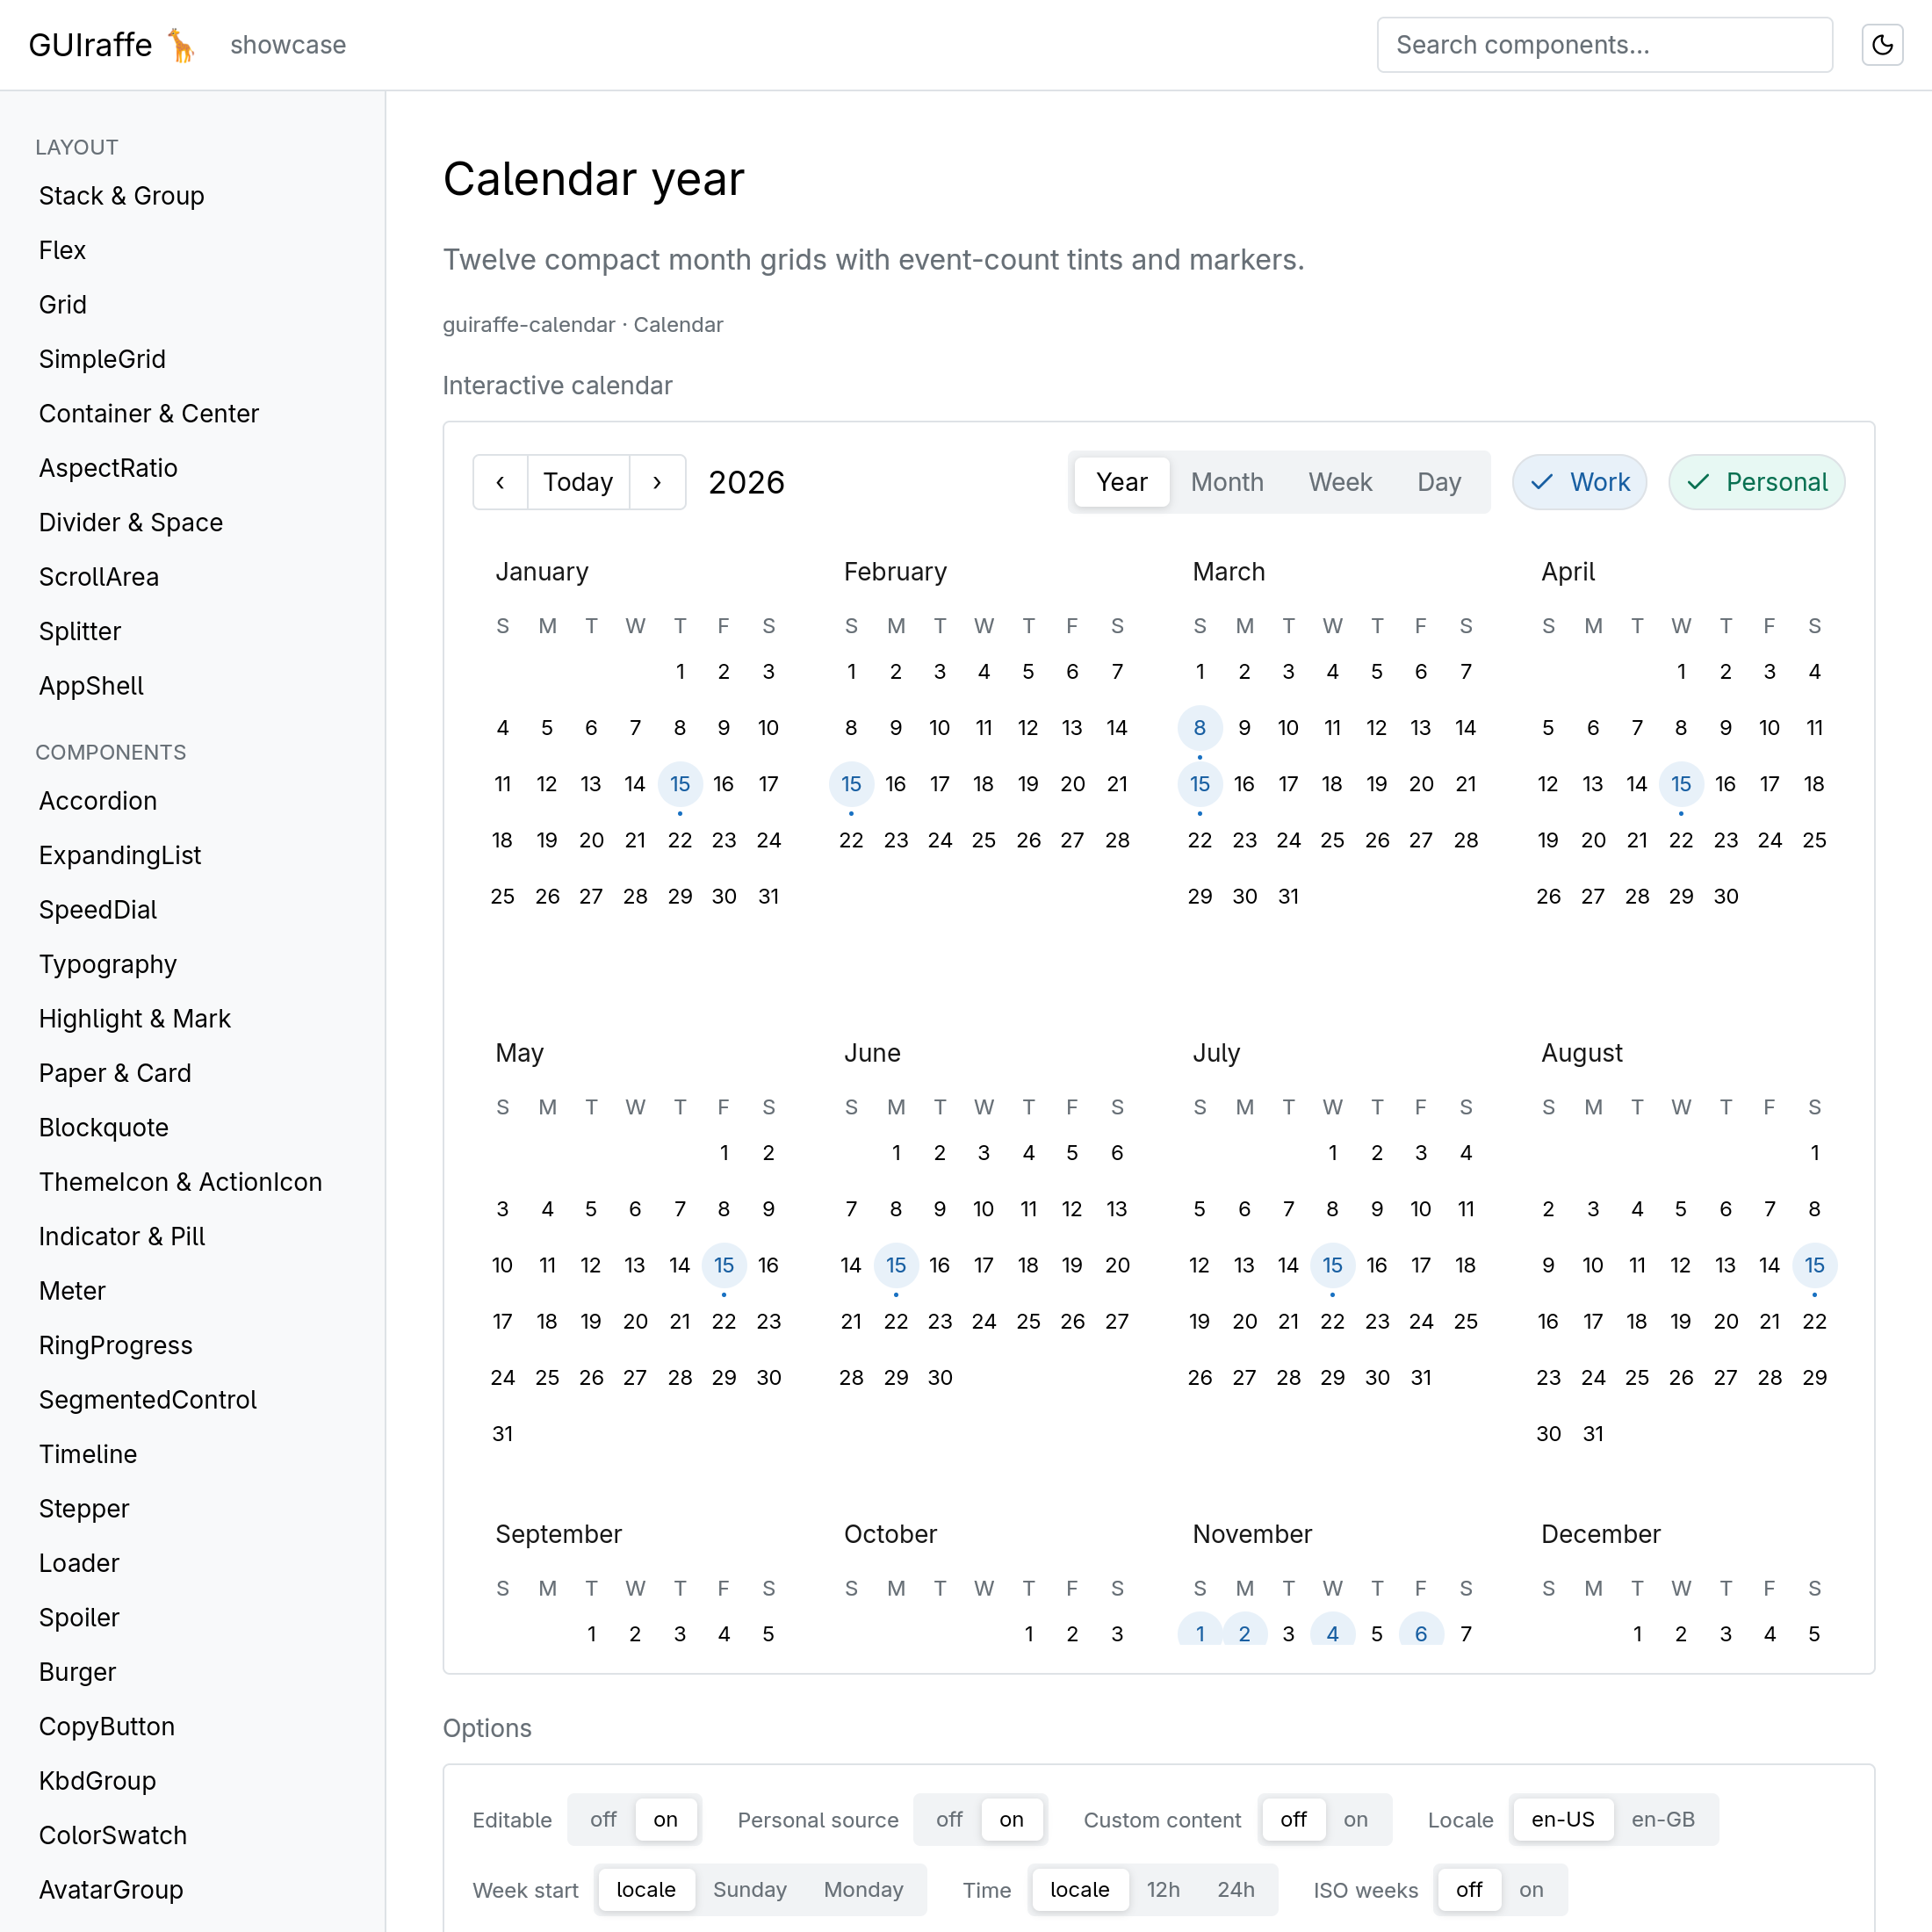 GUIraffe 🦒 showcase
Search components...
LAYOUT
Stack & Group
Flex
Grid
SimpleGrid
Container & Center
AspectRatio
Divider & Space
ScrollArea
Splitter
AppShell
COMPONENTS
Accordion
ExpandingList
SpeedDial
Typography
Highlight & Mark
Paper & Card
Blockquote
ThemeIcon & ActionIcon
Indicator & Pill
Meter
RingProgress
SegmentedControl
Timeline
Stepper
Loader
Spoiler
Burger
CopyButton
KbdGroup
ColorSwatch
AvatarGroup
Calendar year
Twelve compact month grids with event-count tints and markers.
guiraffe-calendar · Calendar
Interactive calendar
‹ Today › 2026 Year Month Week Day Work Personal
January February March April
S M T W T F S S M T W T F S S M T W T F S S M T W T F S
1 2 3 1 2 3 4 5 6 7 1 2 3 4 5 6 7 1 2 3 4
4 5 6 7 8 9 10 8 9 10 11 12 13 14 8 9 10 11 12 13 14 5 6 7 8 9 10 11
11 12 13 14 15 16 17 15 16 17 18 19 20 21 15 16 17 18 19 20 21 12 13 14 15 16 17 18
18 19 20 21 22 23 24 22 23 24 25 26 27 28 22 23 24 25 26 27 28 19 20 21 22 23 24 25
25 26 27 28 29 30 31 29 30 31 26 27 28 29 30
May June July August
S M T W T F S S M T W T F S S M T W T F S S M T W T F S
1 2 1 2 3 4 5 6 1 2 3 4 1
3 4 5 6 7 8 9 7 8 9 10 11 12 13 5 6 7 8 9 10 11 2 3 4 5 6 7 8
10 11 12 13 14 15 16 14 15 16 17 18 19 20 12 13 14 15 16 17 18 9 10 11 12 13 14 15
17 18 19 20 21 22 23 21 22 23 24 25 26 27 19 20 21 22 23 24 25 16 17 18 19 20 21 22
24 25 26 27 28 29 30 28 29 30 26 27 28 29 30 31 23 24 25 26 27 28 29
31 30 31
September October November December
S M T W T F S S M T W T F S S M T W T F S S M T W T F S
1 2 3 4 5 1 2 3 1 2 3 4 5 6 7 1 2 3 4 5
Options
Editable off on Personal source off on Custom content off on Locale en-US en-GB
Week start locale Sunday Monday Time locale 12h 24h ISO weeks off on